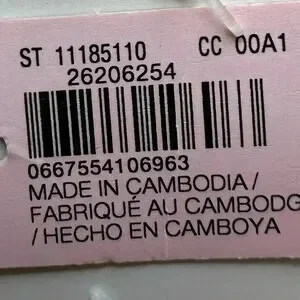 ST 11185110 CC 00A1
26206254
0667554106963
MADE IN CAMBODIA /
FABRIQUÉ AU CAMBODG
/ HECHO EN CAMBOYA